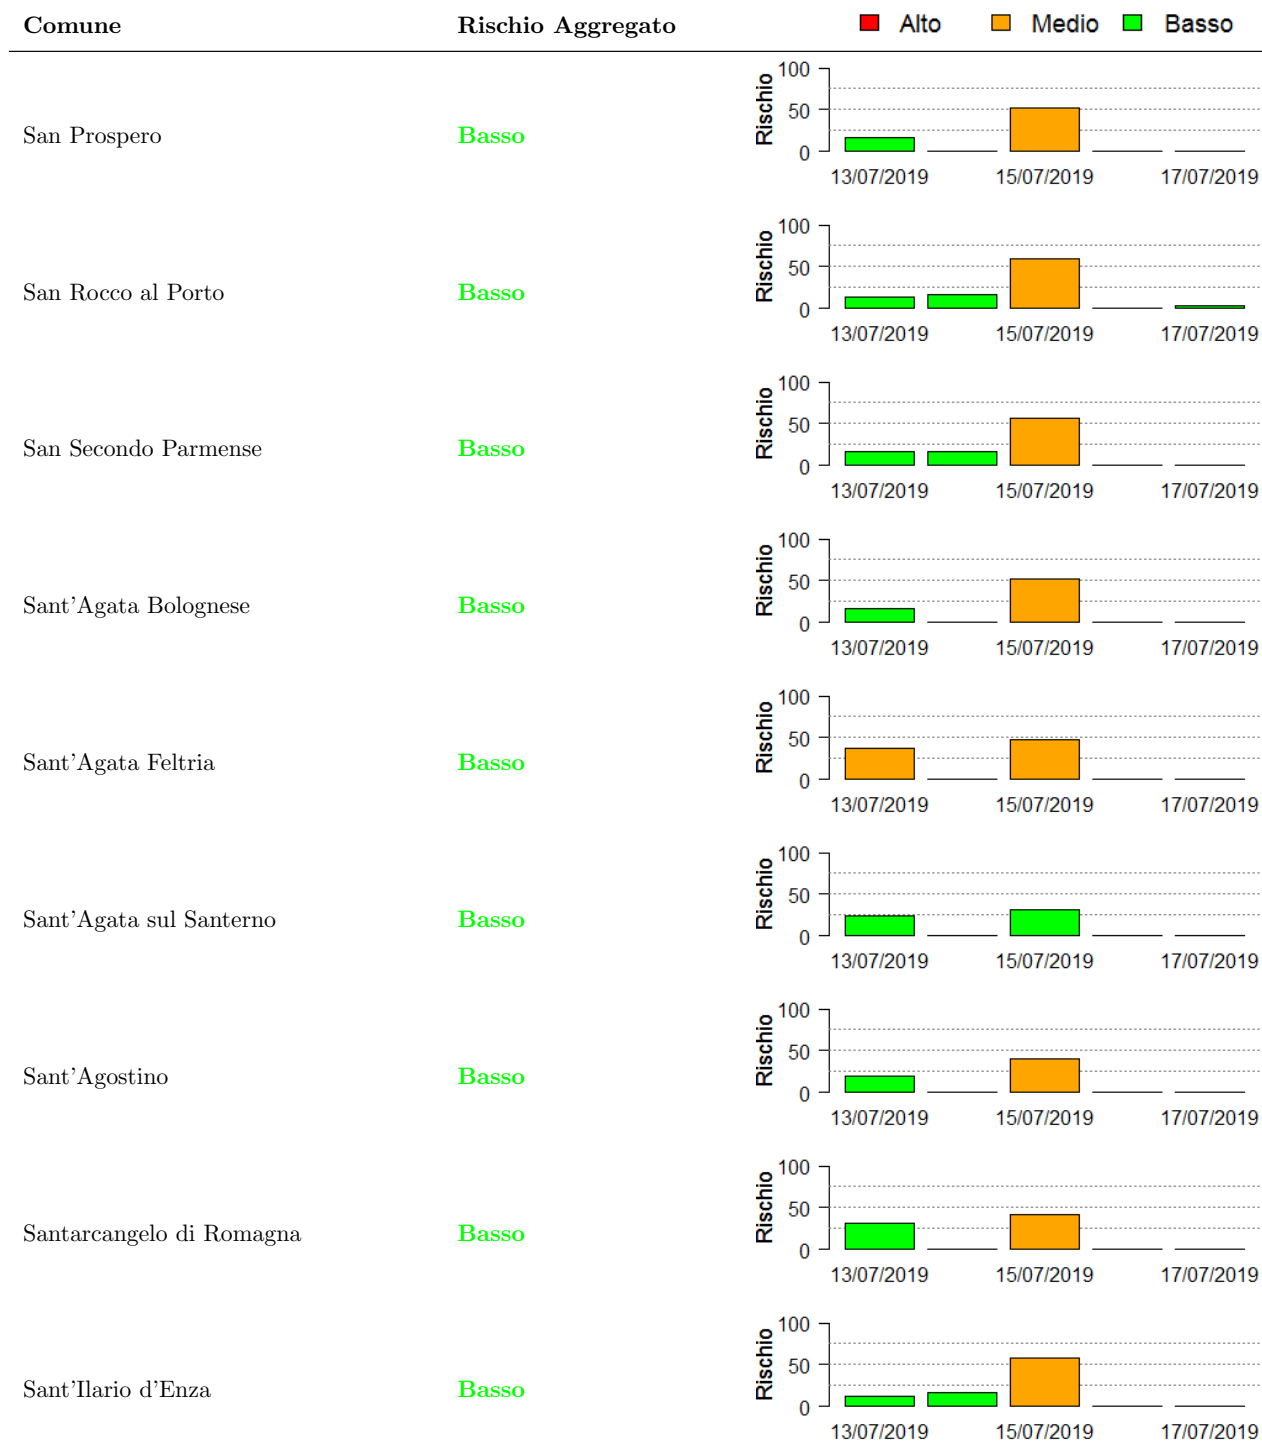 Comune Rischio Aggregato Alto Medio Basso
San Prospero Basso Rischio 100 50 0
13/07/2019 15/07/2019 17/07/2019
San Rocco al Porto Basso Rischio 100 50 0
13/07/2019 15/07/2019 17/07/2019
San Secondo Parmense Basso Rischio 100 50 0
13/07/2019 15/07/2019 17/07/2019
Sant'Agata Bolognese Basso Rischio 100 50 0
13/07/2019 15/07/2019 17/07/2019
Sant'Agata Feltria Basso Rischio 100 50 0
13/07/2019 15/07/2019 17/07/2019
Sant'Agata sul Santerno Basso Rischio 100 50 0
13/07/2019 15/07/2019 17/07/2019
Sant'Agostino Basso Rischio 100 50 0
13/07/2019 15/07/2019 17/07/2019
Santarcangelo di Romagna Basso Rischio 100 50 0
13/07/2019 15/07/2019 17/07/2019
Sant'Ilario d'Enza Basso Rischio 100 50 0
13/07/2019 15/07/2019 17/07/2019